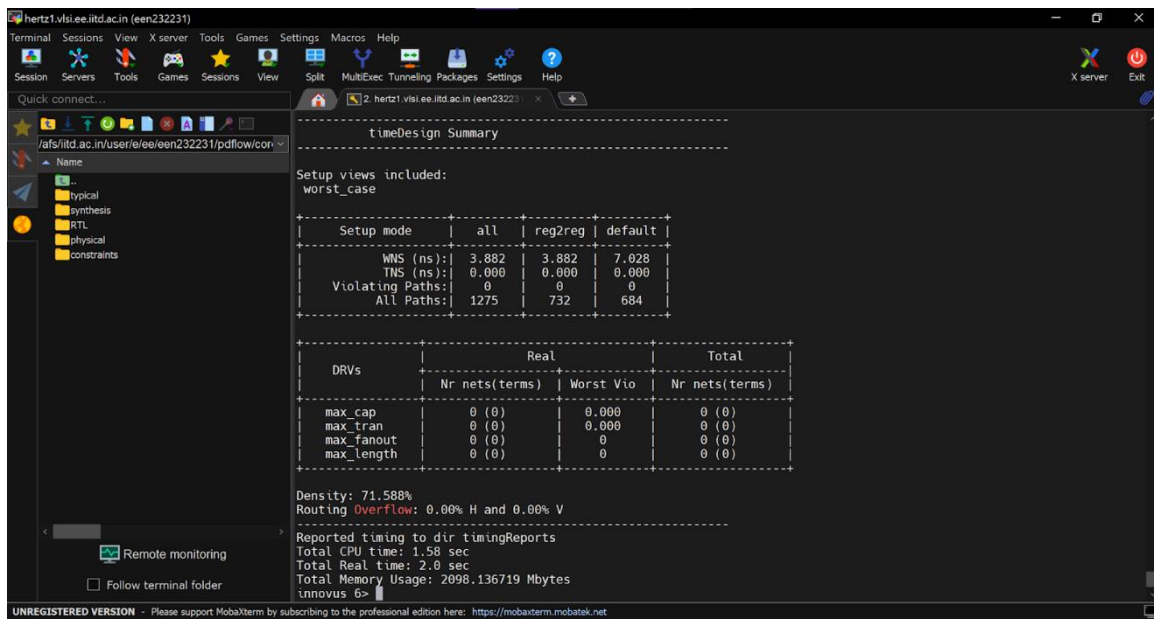 hertz1.vlsi.ee.iitd.ac.in (een232231)
Terminal Sessions View X server Tools Games Settings Macros Help
Session Servers Tools Games Sessions View Split MultiExec Tunneling Packages Settings Help X server Exit
Quick connect...
2. hertz1.vlsi.ee.iitd.ac.in (een23223
/afs/iitd.ac.in/user/e/ee/een232231/pdflow/cor
Name
..
typical
synthesis
RTL
physical
constraints
Remote monitoring
Follow terminal folder
------------------------------------------------------------
timeDesign Summary
------------------------------------------------------------
Setup views included:
worst_case
+--------------------+---------+---------+---------+
| Setup mode | all | reg2reg | default |
+--------------------+---------+---------+---------+
| WNS (ns):| 3.882 | 3.882 | 7.028 |
| TNS (ns):| 0.000 | 0.000 | 0.000 |
| Violating Paths:| 0 | 0 | 0 |
| All Paths:| 1275 | 732 | 684 |
+--------------------+---------+---------+---------+
+----------------+-------------------------------+------------------+
| | Real | Total |
| DRVs +------------------+------------+------------------|
| | Nr nets(terms) | Worst Vio | Nr nets(terms) |
+----------------+------------------+------------+------------------+
| max_cap | 0 (0) | 0.000 | 0 (0) |
| max_tran | 0 (0) | 0.000 | 0 (0) |
| max_fanout | 0 (0) | 0 | 0 (0) |
| max_length | 0 (0) | 0 | 0 (0) |
+----------------+------------------+------------+------------------+
Density: 71.588%
Routing Overflow: 0.00% H and 0.00% V
------------------------------------------------------------
Reported timing to dir timingReports
Total CPU time: 1.58 sec
Total Real time: 2.0 sec
Total Memory Usage: 2098.136719 Mbytes
innovus 6>
UNREGISTERED VERSION - Please support MobaXterm by subscribing to the professional edition here: https://mobaxterm.mobatek.net